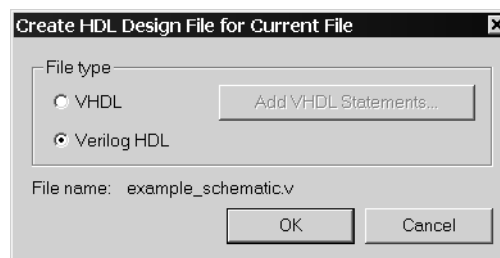 Create HDL Design File for Current File
File type
VHDL
Add VHDL Statements...
Verilog HDL
File name: example_schematic.v
OK
Cancel